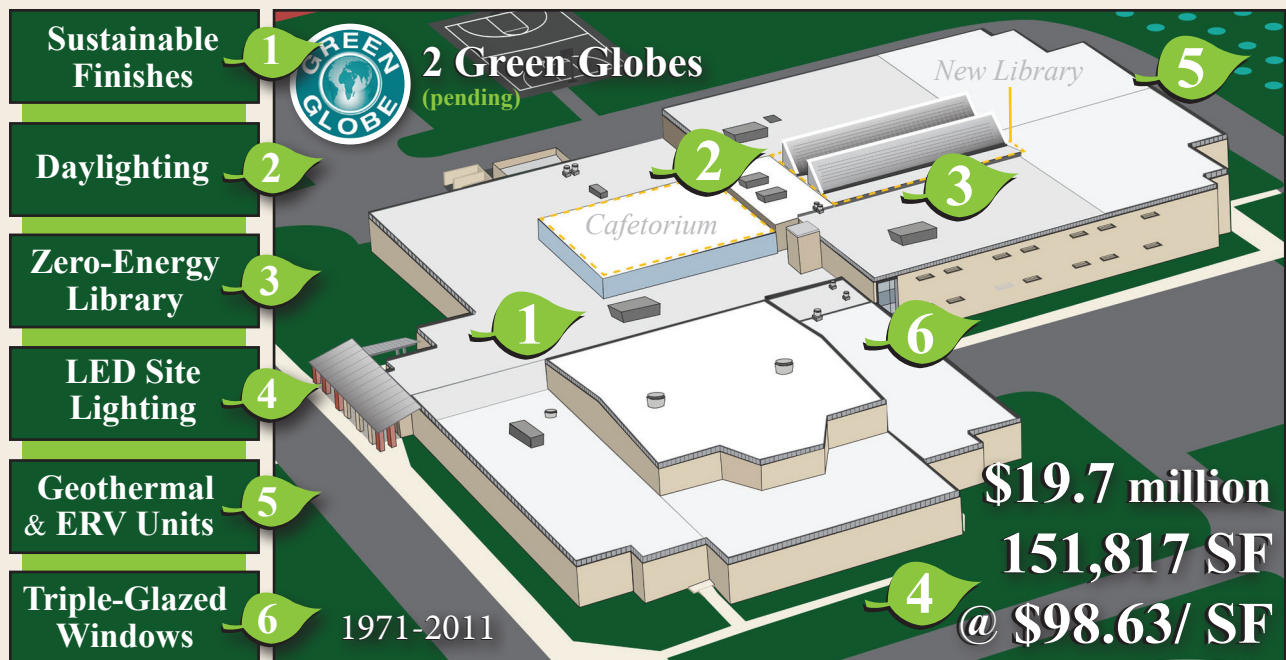 Sustainable
Finishes
1
Daylighting
2
Zero-Energy
Library
3
LED Site
Lighting
4
Geothermal
& ERV Units
5
Triple-Glazed
Windows
6
GREEN
GLOBE
2 Green Globes
(pending)
New Library
5
2
3
Cafetorium
1
6
$19.7 million
151,817 SF
4
@ $98.63/ SF
1971-2011